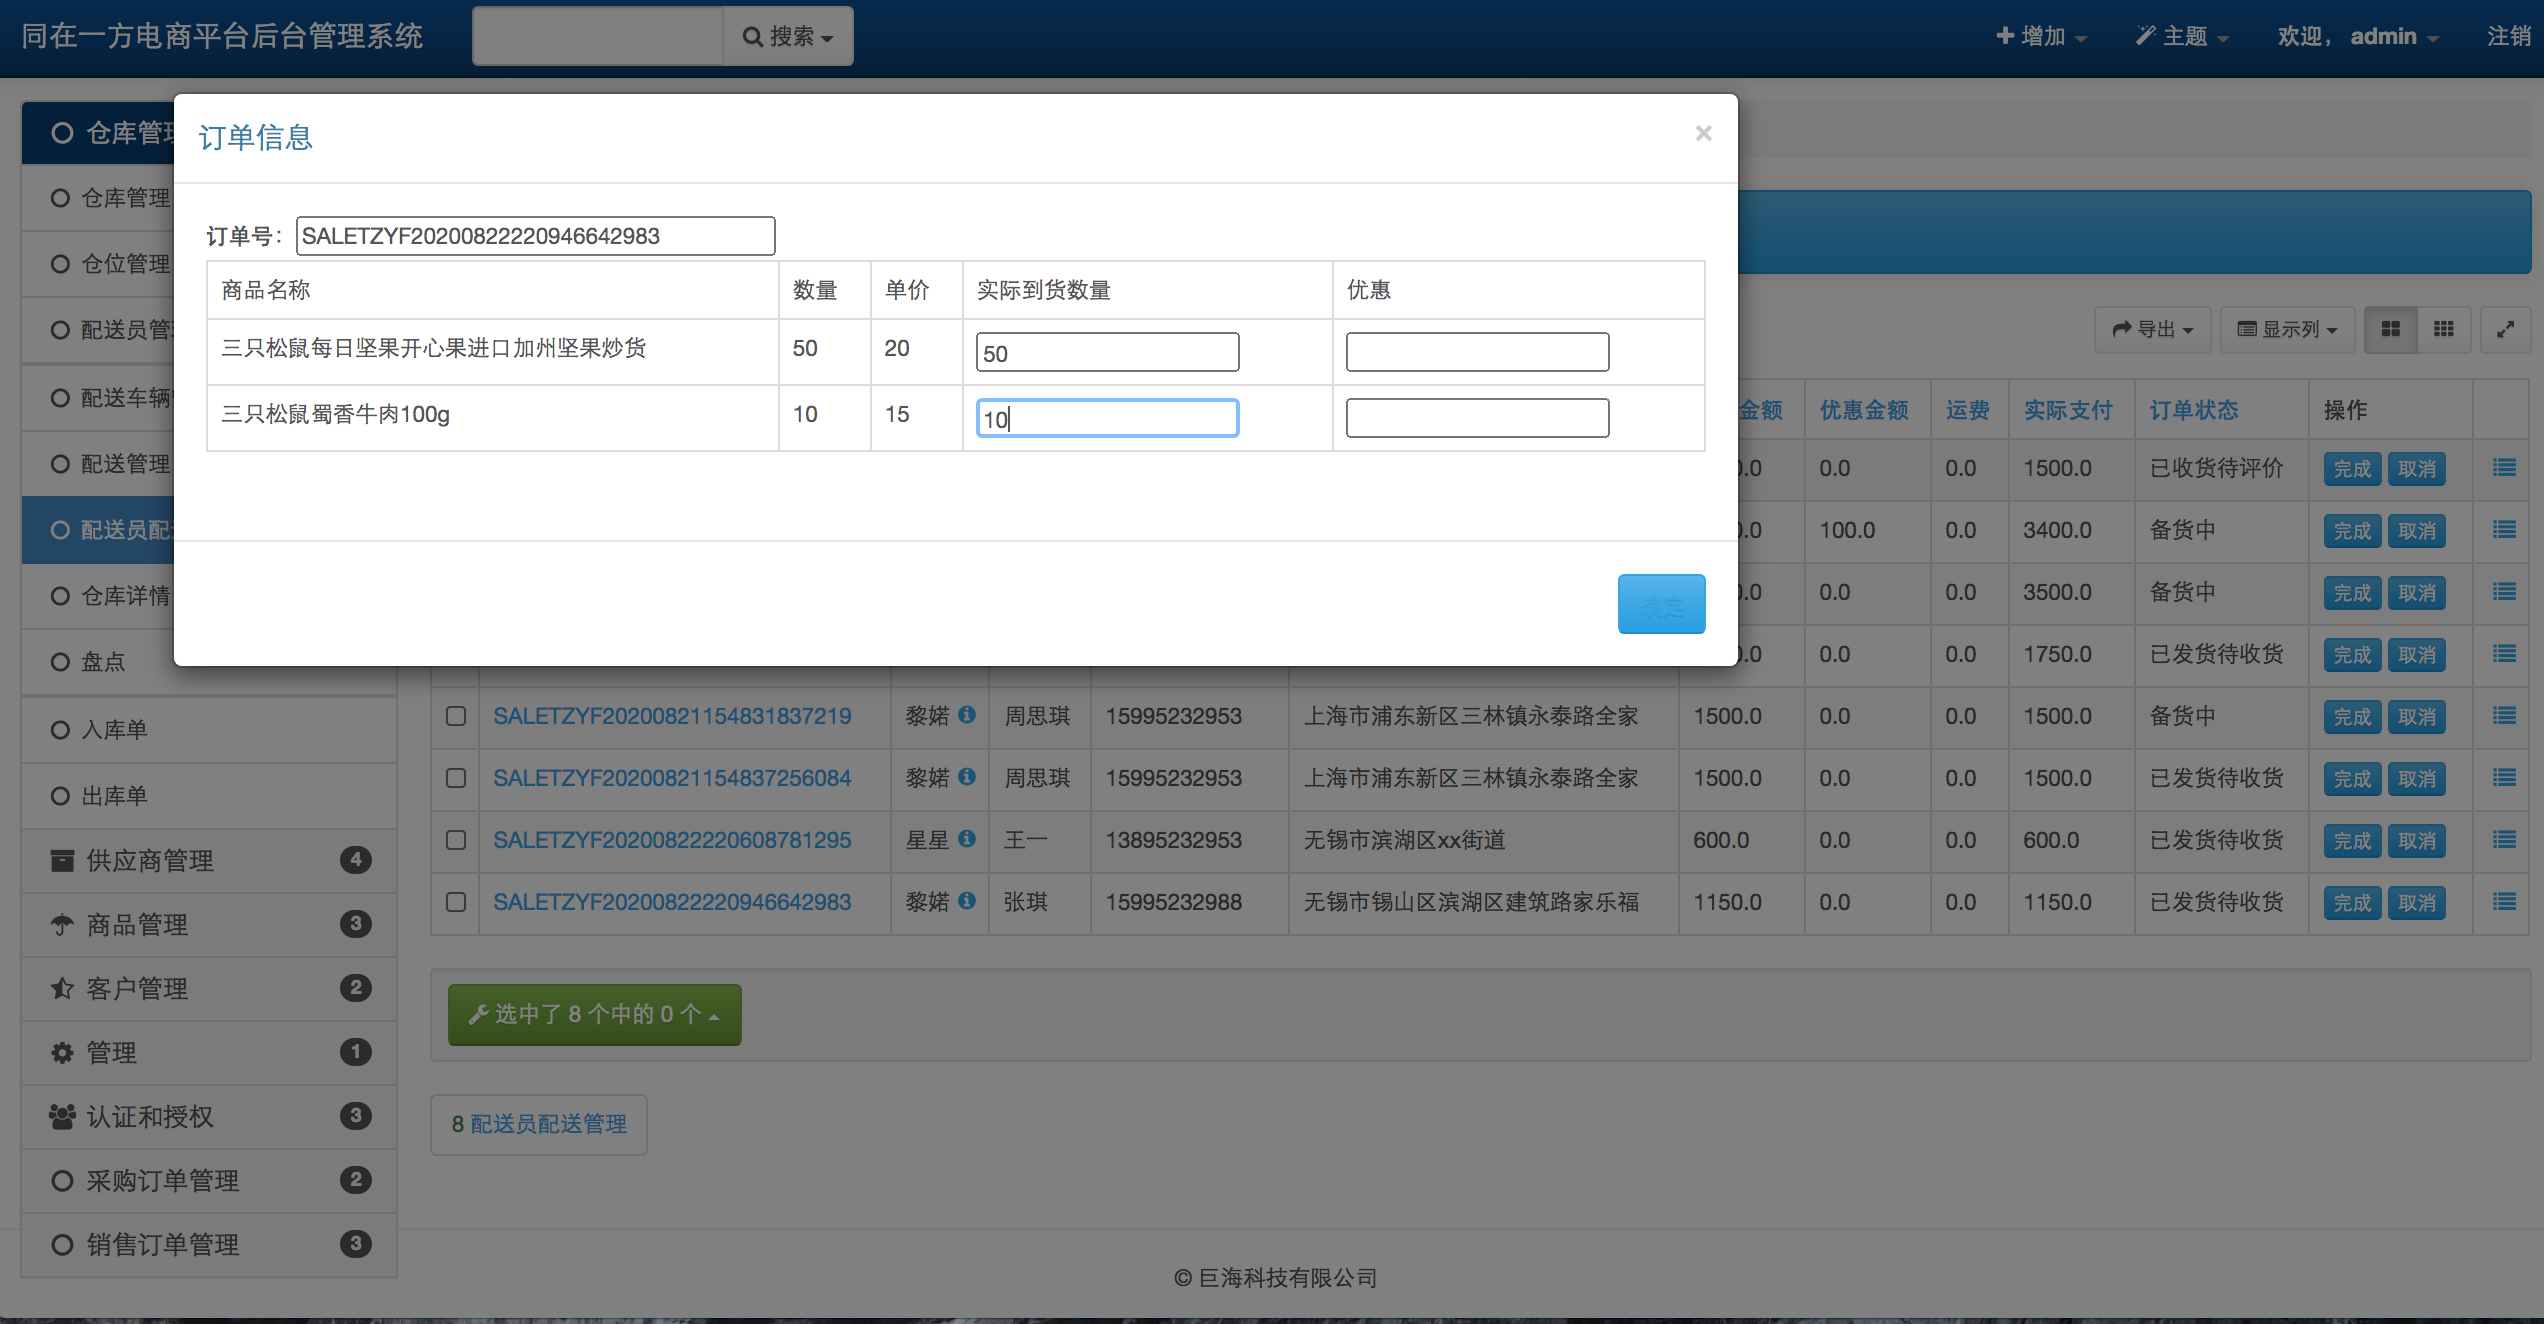 同在一方电商平台后台管理系统
搜索
增加
主题
欢迎， admin
注销
订单信息
×
订单号： SALETZYF20200822220946642983
商品名称 数量 单价 实际到货数量 优惠
三只松鼠每日坚果开心果进口加州坚果炒货 50 20 50
三只松鼠蜀香牛肉100g 10 15 10
确定
仓库管理
仓库管理
仓位管理
配送员管
配送车辆
配送管理
配送员配
仓库详情
盘点
入库单
出库单
供应商管理 4
商品管理 3
客户管理 2
管理 1
认证和授权 3
采购订单管理 2
销售订单管理 3
导出
显示列
金额 优惠金额 运费 实际支付 订单状态 操作
.0 0.0 0.0 1500.0 已收货待评价 完成 取消
.0 100.0 0.0 3400.0 备货中 完成 取消
.0 0.0 0.0 3500.0 备货中 完成 取消
.0 0.0 0.0 1750.0 已发货待收货 完成 取消
SALETZYF20200821154831837219 黎婼 周思琪 15995232953 上海市浦东新区三林镇永泰路全家 1500.0 0.0 0.0 1500.0 备货中 完成 取消
SALETZYF20200821154837256084 黎婼 周思琪 15995232953 上海市浦东新区三林镇永泰路全家 1500.0 0.0 0.0 1500.0 已发货待收货 完成 取消
SALETZYF20200822220608781295 星星 王一 13895232953 无锡市滨湖区xx街道 600.0 0.0 0.0 600.0 已发货待收货 完成 取消
SALETZYF20200822220946642983 黎婼 张琪 15995232988 无锡市锡山区滨湖区建筑路家乐福 1150.0 0.0 0.0 1150.0 已发货待收货 完成 取消
选中了 8 个中的 0 个
8 配送员配送管理
© 巨海科技有限公司